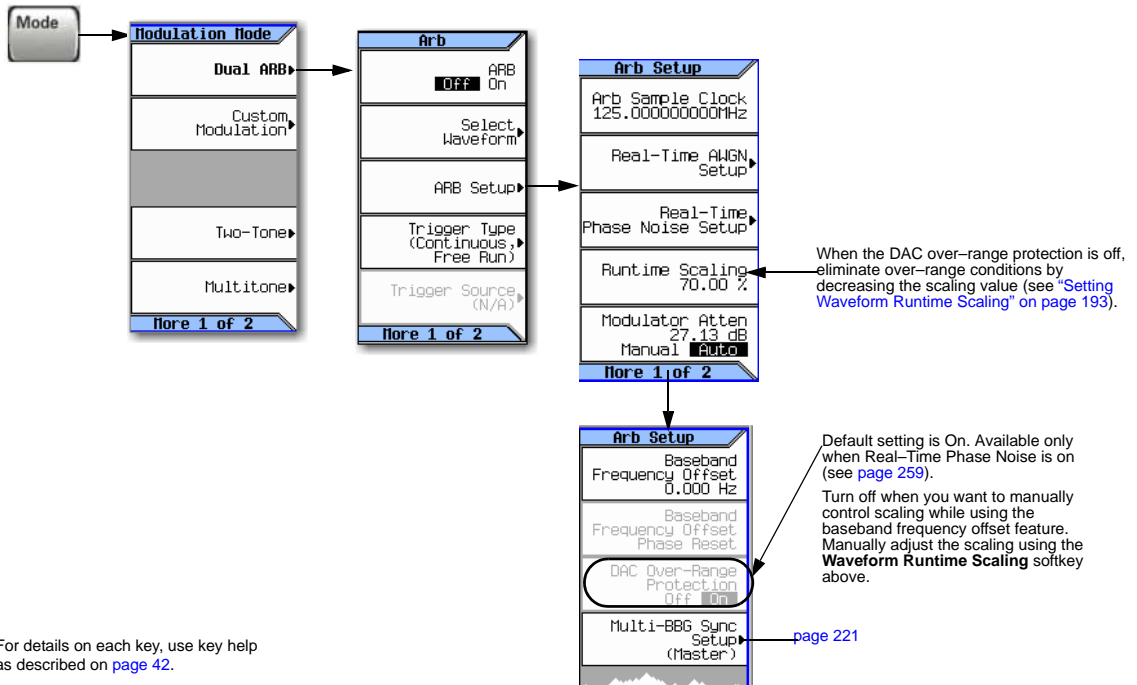 Mode
Modulation Mode
Dual ARB
Custom
Modulation
Two-Tone
Multitone
More 1 of 2
Arb
ARB
Off On
Select
Waveform
ARB Setup
Trigger Type
(Continuous,
Free Run)
Trigger Source
(N/A)
More 1 of 2
Arb Setup
Arb Sample Clock
125.000000000MHz
Real-Time AWGN
Setup
Real-Time
Phase Noise Setup
Runtime Scaling
70.00 %
Modulator Atten
27.13 dB
Manual Auto
More 1 of 2
When the DAC over–range protection is off,
eliminate over–range conditions by
decreasing the scaling value (see “Setting
Waveform Runtime Scaling” on page 193).
Arb Setup
Baseband
Frequency Offset
0.000 Hz
Baseband
Frequency Offset
Phase Reset
DAC Over-Range
Protection
Off On
Multi-BBG Sync
Setup
(Master)
Default setting is On. Available only
when Real–Time Phase Noise is on
(see page 259).
Turn off when you want to manually
control scaling while using the
baseband frequency offset feature.
Manually adjust the scaling using the
Waveform Runtime Scaling softkey
above.
page 221
For details on each key, use key help
as described on page 42.